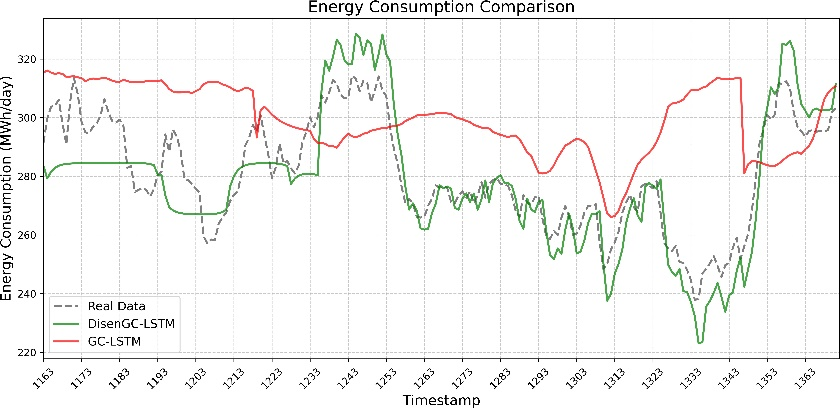 Energy Consumption Comparison
Energy Consumption (MWh/day)
320
300
280
260
240
220
Real Data
DisenGC-LSTM
GC-LSTM
1163 1173 1183 1193 1203 1213 1223 1233 1243 1253 1263 1273 1283 1293 1303 1313 1323 1333 1343 1353 1363
Timestamp